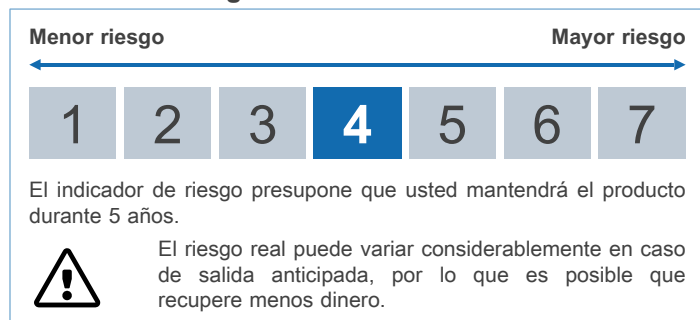 Menor riesgo Mayor riesgo
1 2 3 4 5 6 7
El indicador de riesgo presupone que usted mantendrá el producto
durante 5 años.
El riesgo real puede variar considerablemente en caso
de salida anticipada, por lo que es posible que
recupere menos dinero.